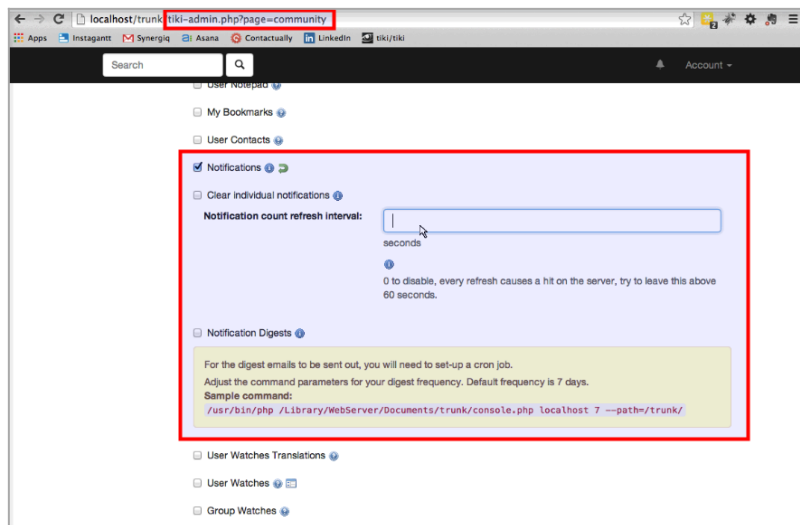 localhost/trunk/tiki-admin.php?page=community
Apps Instagantt Synergiq Asana Contactually LinkedIn tiki/tiki
Search Account
User Notepad
My Bookmarks
User Contacts
Notifications
Clear individual notifications
Notification count refresh interval:
seconds
0 to disable, every refresh causes a hit on the server, try to leave this above
60 seconds.
Notification Digests
For the digest emails to be sent out, you will need to set-up a cron job.
Adjust the command parameters for your digest frequency. Default frequency is 7 days.
Sample command:
/usr/bin/php /Library/WebServer/Documents/trunk/console.php localhost 7 --path=/trunk/
User Watches Translations
User Watches
Group Watches